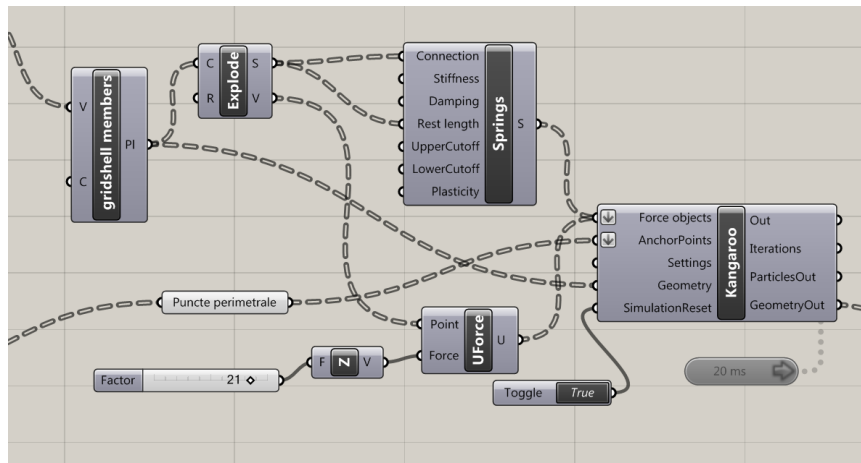 V
C
gridshell members
Pl
C
R
Explode
S
V
Connection
Stiffness
Damping
Rest length
UpperCutoff
LowerCutoff
Plasticity
Springs
S
Force objects
AnchorPoints
Settings
Geometry
SimulationReset
Kangaroo
Out
Iterations
ParticlesOut
GeometryOut
Puncte perimetrale
Point
Force
UForce
U
F
Z
V
Factor
21
Toggle
True
20 ms